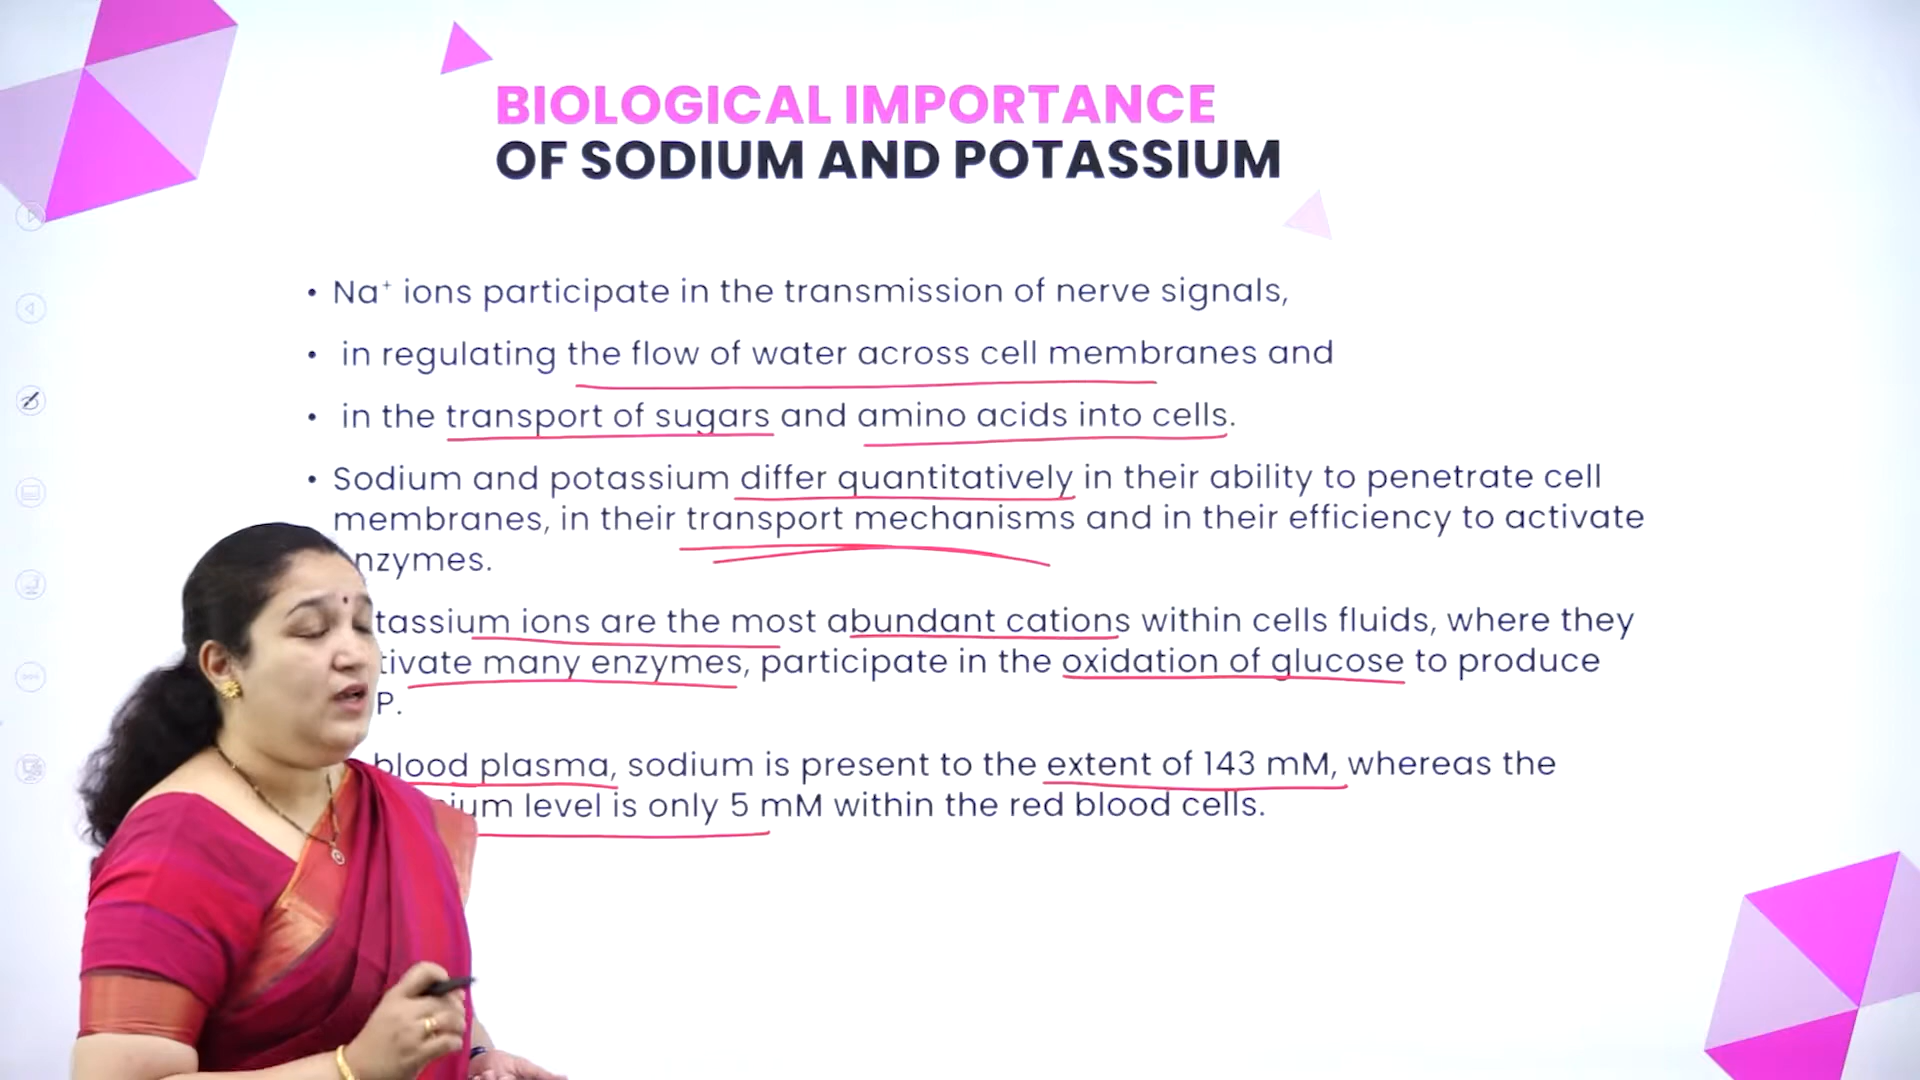 BIOLOGICAL IMPORTANCE
OF SODIUM AND POTASSIUM
• Na⁺ ions participate in the transmission of nerve signals,
• in regulating the flow of water across cell membranes and
• in the transport of sugars and amino acids into cells.
• Sodium and potassium differ quantitatively in their ability to penetrate cell
membranes, in their transport mechanisms and in their efficiency to activate
nzymes.
tassium ions are the most abundant cations within cells fluids, where they
tivate many enzymes, participate in the oxidation of glucose to produce
P.
blood plasma, sodium is present to the extent of 143 mM, whereas the
ium level is only 5 mM within the red blood cells.